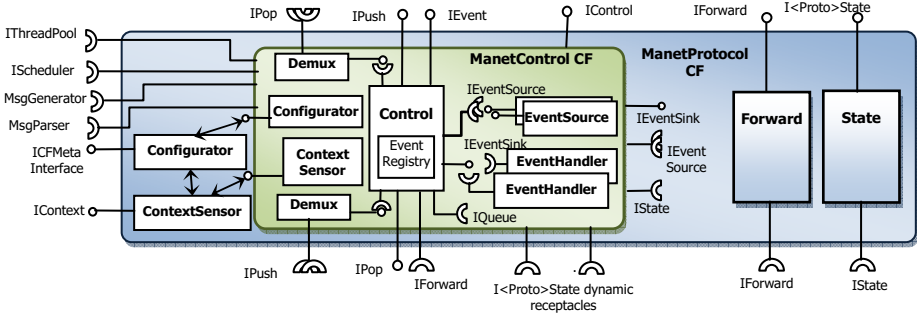 IPop
IPush
IEvent
IControl
IForward
I<Proto>State
IThreadPool
IScheduler
MsgGenerator
MsgParser
ICFMeta
Interface
IContext
ManetControl CF
ManetProtocol
CF
Demux
Configurator
Context
Sensor
Demux
Configurator
ContextSensor
Control
Event
Registry
IEventSource
EventSource
IEventSink
EventHandler
EventHandler
IQueue
IEventSink
IEvent
Source
IState
Forward
State
IPush
IPop
IForward
I<Proto>State dynamic
receptacles
IForward
IState